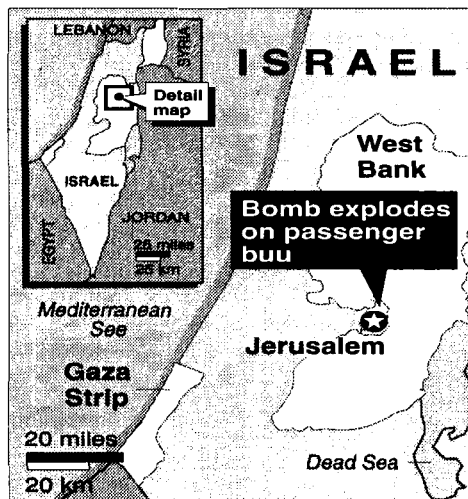 LEBANON
SYRIA
Detail
map
ISRAEL
JORDAN
EGYPT
25 miles
25 km
ISRAEL
West
Bank
Bomb explodes
on passenger
buu
Mediterranean
See
Jerusalem
Gaza
Strip
20 miles
20 km
Dead Sea